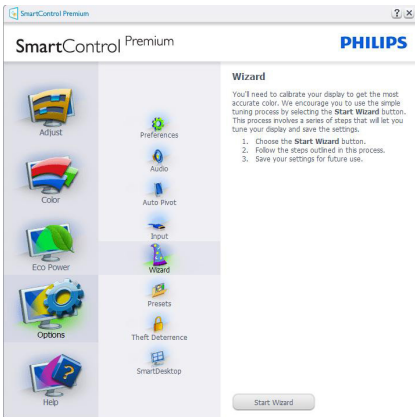 SmartControl Premium
SmartControl Premium
PHILIPS
Adjust
Color
Eco Power
Options
Help
Preferences
Audio
Auto Pivot
Input
Wizard
Presets
Theft Deterrence
SmartDesktop
Wizard
You'll need to calibrate your display to get the most
accurate color. We encourage you to use the simple
tuning process by selecting the Start Wizard button.
This process involves a series of steps that will let you
tune your display and save the settings.
1. Choose the Start Wizard button.
2. Follow the steps outlined in this process.
3. Save your settings for future use.
Start Wizard